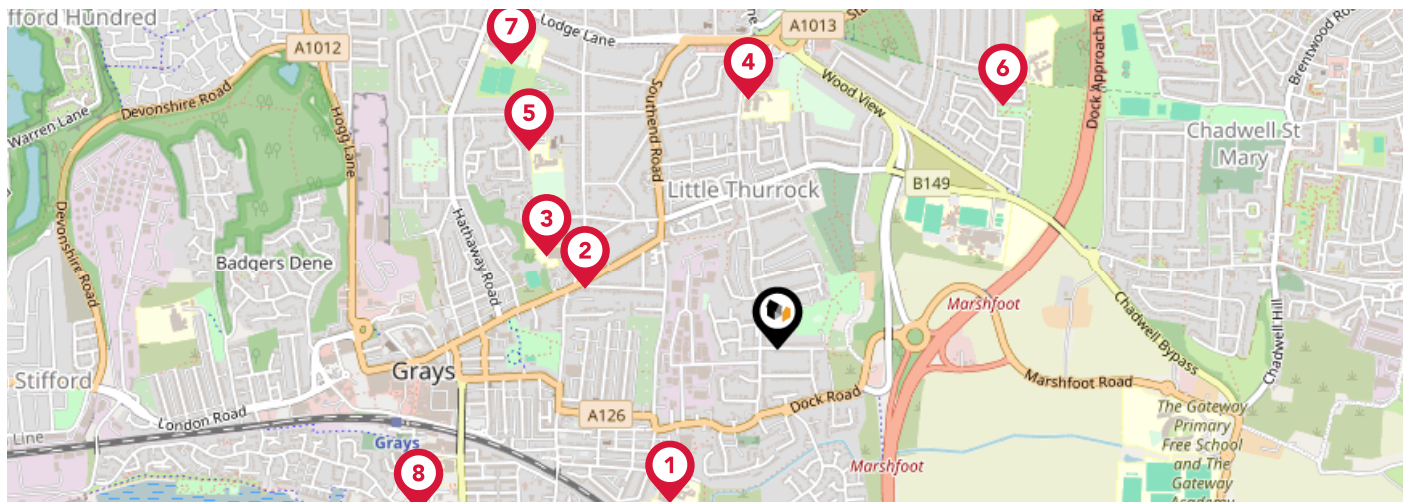 fford Hundred
7
Lodge Lane
A1012
A1013
4
6
Dock Approach Ro
Brentwood Ro
Devonshire Road
Warren Lane
Hogg Lane
5
Southend Road
Wood View
Chadwell St
Mary
Little Thurrock
B149
Devonshire Road
3
2
Hathaway Road
Badgers Dene
Marshfoot
Chadwell Bypass
Chadwell Hill
Grays
Stifford
Marshfoot Road
London Road
A126
Dock Road
The Gateway
Primary
Free School
and The
Gateway
Academy
Line
Grays
8
1
Marshfoot